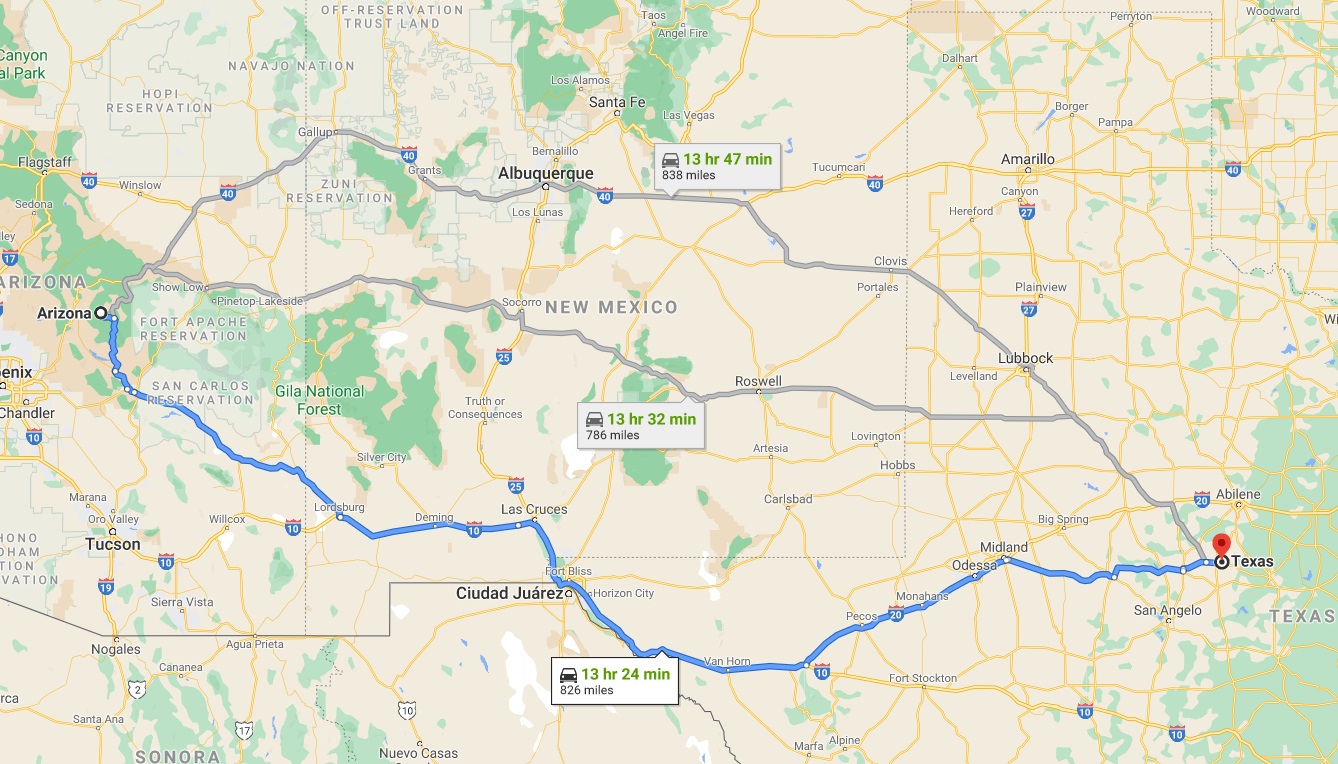 OFF-RESERVATION
TRUST LAND
Taos
Angel Fire
Perryton
Woodward
Canyon
al Park
NAVAJO NATION
Dalhart
HOPI
RESERVATION
Los Alamos
Santa Fe
Las Vegas
Borger
Pampa
Gallup
Flagstaff
40
Winslow
40
40
Grants
Bernalillo
Albuquerque
40
13 hr 47 min
838 miles
Tucumcari
40
Amarillo
40
Sedona
ZUNI
RESERVATION
Los Lunas
Canyon
Hereford
27
lley
17
ARIZONA
Show Low
Pinetop-Lakeside
Socorro
NEW MEXICO
Clovis
Portales
Plainview
27
Wi
Arizona
FORT APACHE
RESERVATION
25
Lubbock
Levelland
oenix
Chandler
10
SAN CARLOS
RESERVATION
Gila National
Forest
Truth or
Consequences
Roswell
13 hr 32 min
786 miles
Artesia
Lovington
Hobbs
Silver City
25
Carlsbad
20
Abilene
Marana
Oro Valley
Tucson
Willcox
10
Lordsburg
Deming
10
Las Cruces
Big Spring
Midland
Odessa
Texas
HONO
DHAM
TION
VATION
10
19
Fort Bliss
Ciudad Juárez
Horizon City
Monahans
Pecos
20
Sierra Vista
San Angelo
TEXAS
Nogales
Agua Prieta
Cananea
13 hr 24 min
826 miles
Van Horn
10
Fort Stockton
2
rca
Santa Ana
17
10
10
10
SONORA
Nuevo Casas
Marfa
Alpine